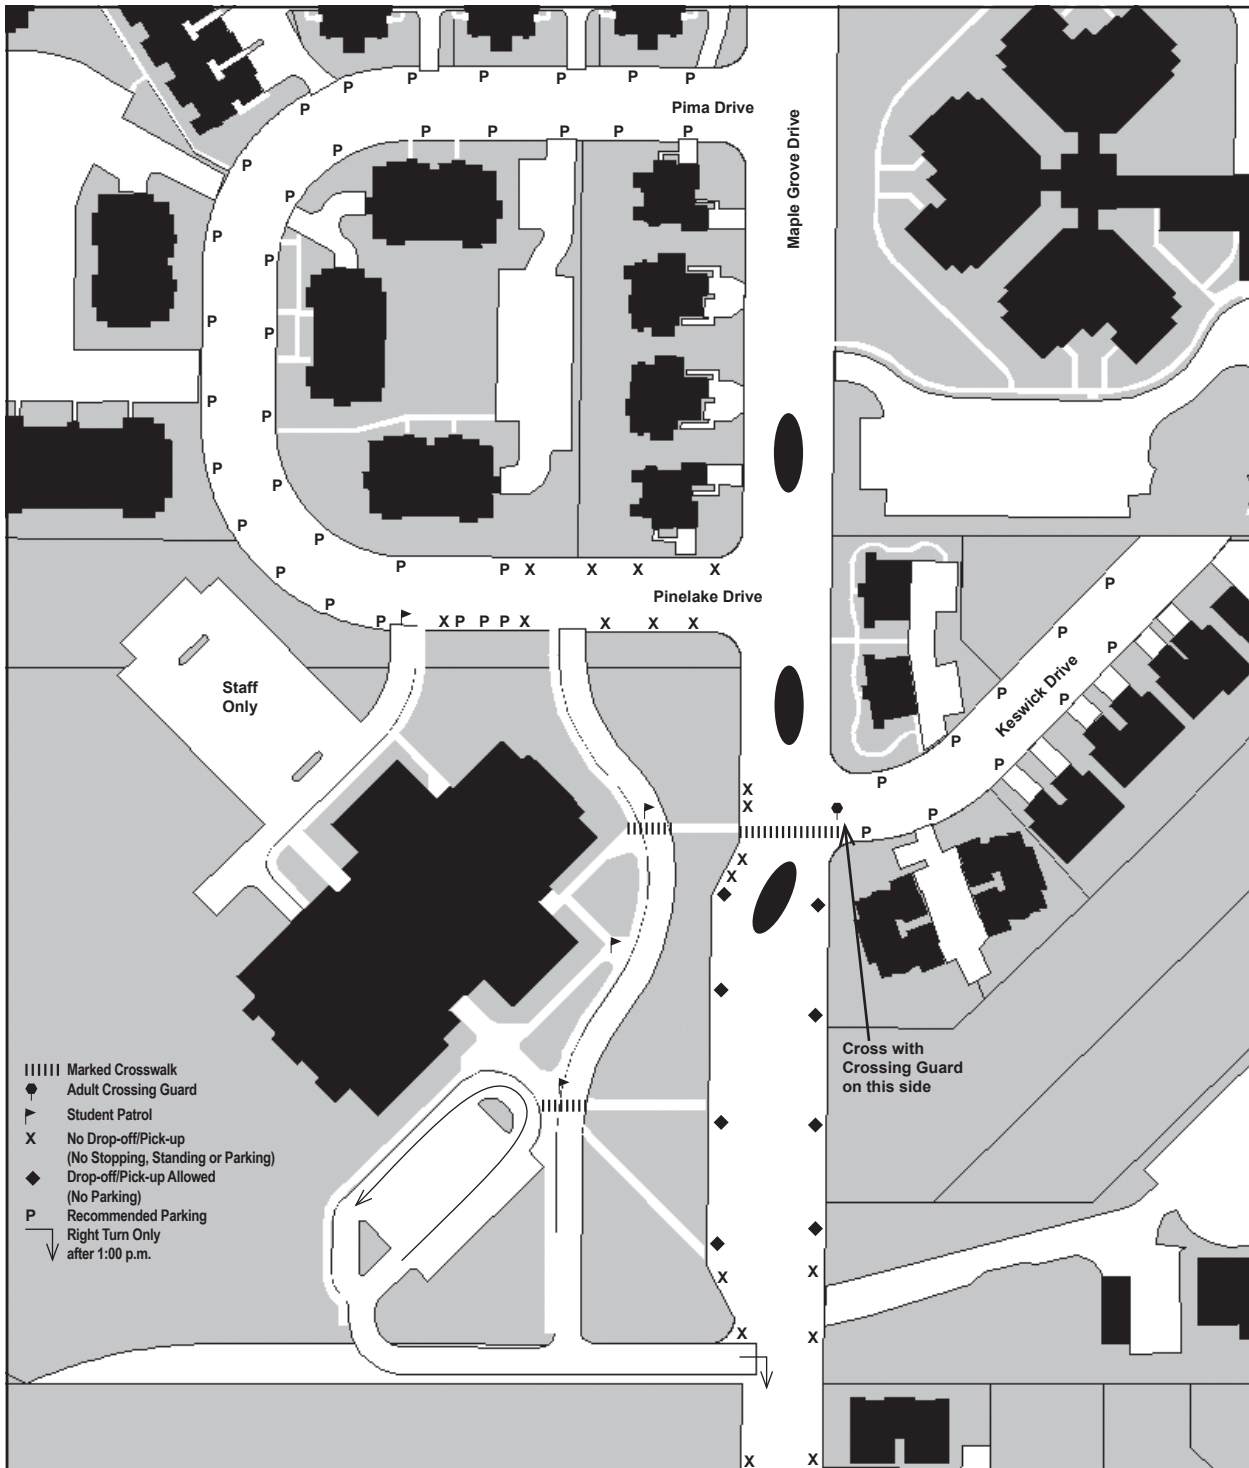 Pima Drive
Maple Grove Drive
Pinelake Drive
Staff
Only
Keswick Drive
Cross with
Crossing Guard
on this side
Marked Crosswalk
Adult Crossing Guard
Student Patrol
X No Drop-off/Pick-up
(No Stopping, Standing or Parking)
Drop-off/Pick-up Allowed
(No Parking)
P Recommended Parking
Right Turn Only
after 1:00 p.m.